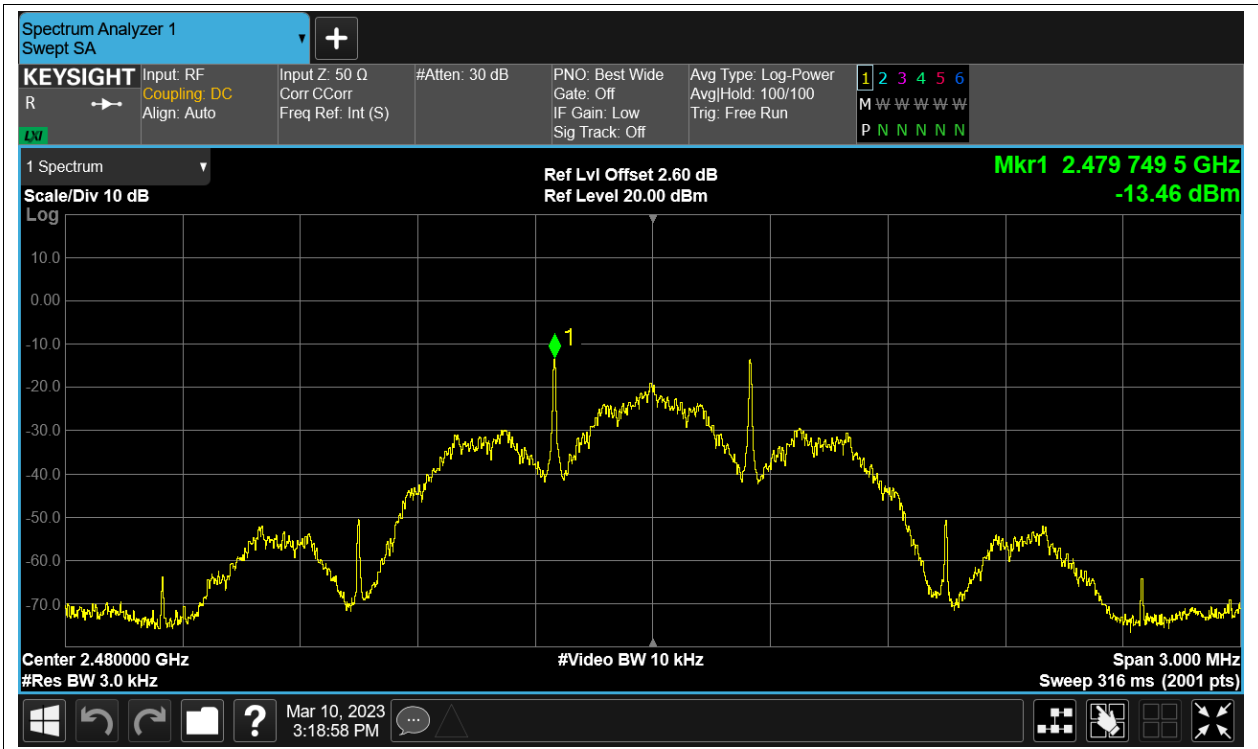 Spectrum Analyzer 1
Swept SA
+
KEYSIGHT
R
LXI
Input: RF
Coupling: DC
Align: Auto
Input Z: 50 Ω
Corr CCorr
Freq Ref: Int (S)
#Atten: 30 dB
PNO: Best Wide
Gate: Off
IF Gain: Low
Sig Track: Off
Avg Type: Log-Power
Avg|Hold: 100/100
Trig: Free Run
1 2 3 4 5 6
M W W W W W
P N N N N N
1 Spectrum
Scale/Div 10 dB
Log
Ref Lvl Offset 2.60 dB
Ref Level 20.00 dBm
Mkr1 2.479 749 5 GHz
-13.46 dBm
10.0
0.00
-10.0
-20.0
-30.0
-40.0
-50.0
-60.0
-70.0
1
Center 2.480000 GHz
#Res BW 3.0 kHz
#Video BW 10 kHz
Span 3.000 MHz
Sweep 316 ms (2001 pts)
?
Mar 10, 2023
3:18:58 PM